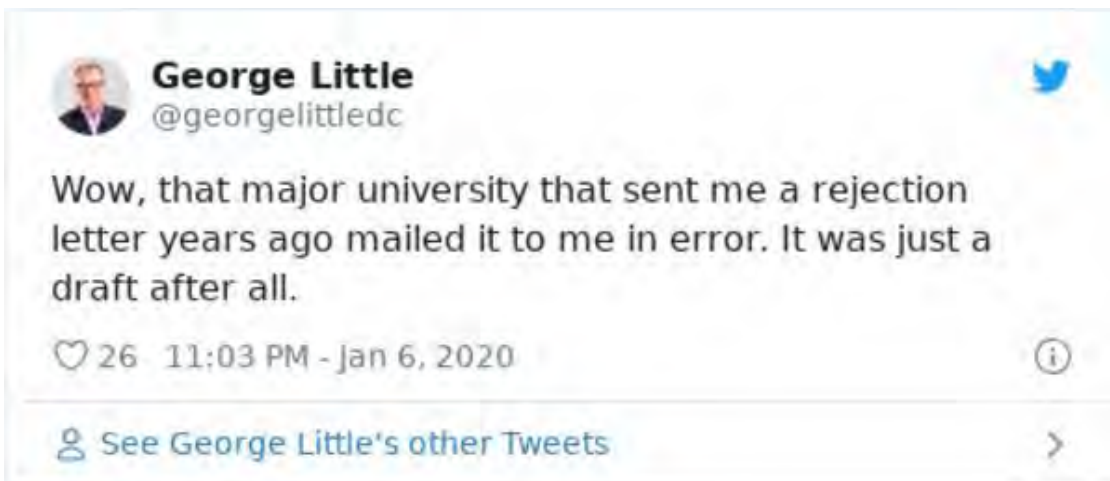 George Little
@georgelittledc
Wow, that major university that sent me a rejection
letter years ago mailed it to me in error. It was just a
draft after all.
26 11:03 PM - Jan 6, 2020
See George Little's other Tweets